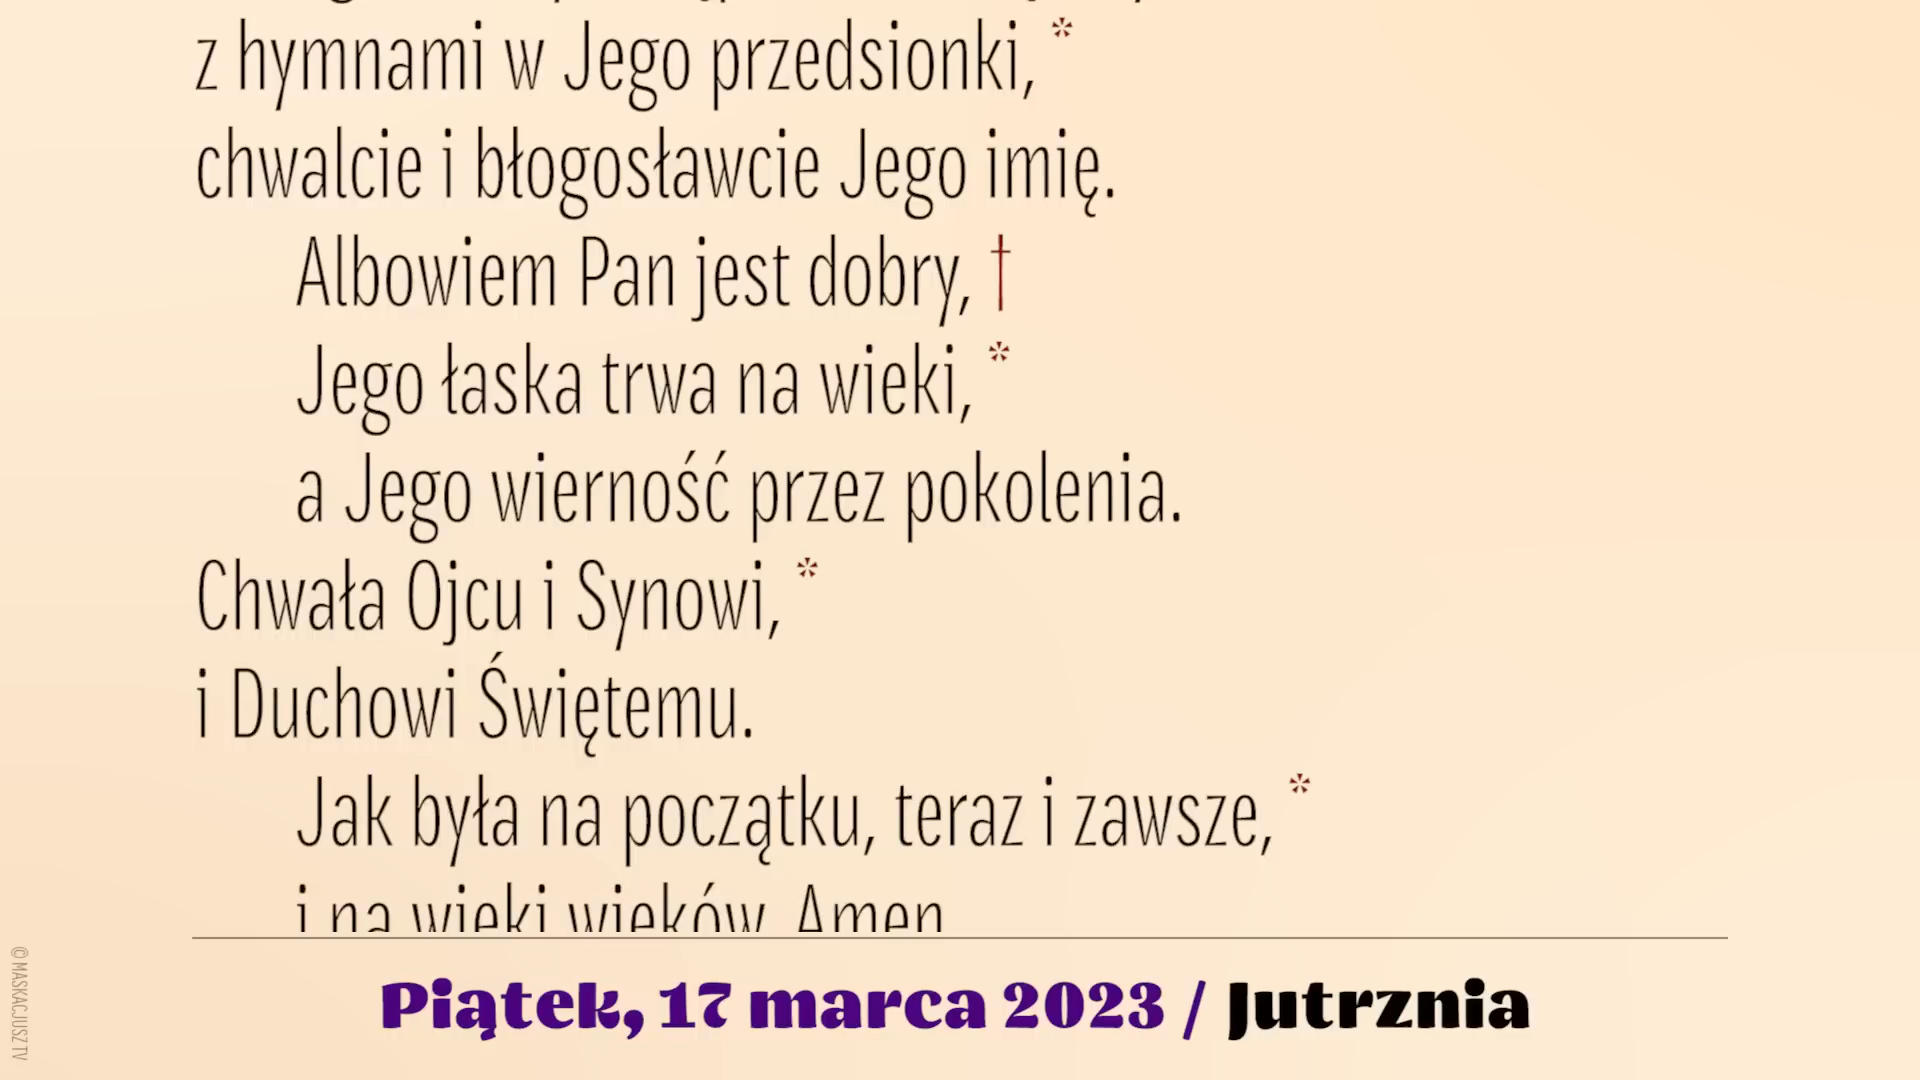 z hymnami w Jego przedsionki, *
chwalcie i błogosławcie Jego imię.
Albowiem Pan jest dobry, †
Jego łaska trwa na wieki, *
a Jego wierność przez pokolenia.
Chwała Ojcu i Synowi, *
i Duchowi Świętemu.
Jak była na początku, teraz i zawsze, *
i na wieki wieków. Amen
Piątek, 17 marca 2023 / Jutrznia
© MASKACJUSZ TV